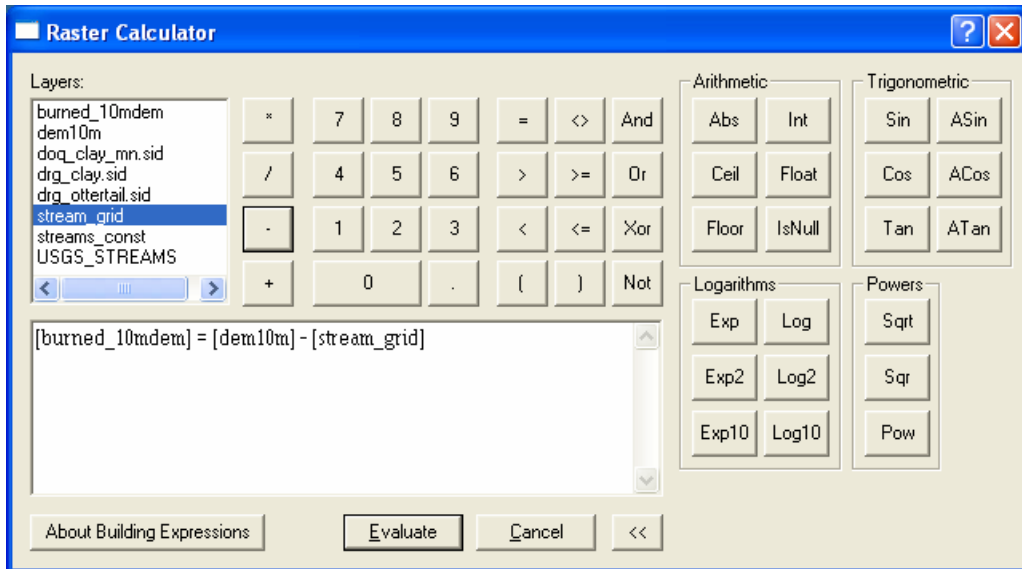 Raster Calculator
Layers:
burned_10mdem
dem10m
doq_clay_mn.sid
drg_clay.sid
drg_ottertail.sid
stream_grid
streams_const
USGS_STREAMS
* 7 8 9 = <> And
/ 4 5 6 > >= Or
- 1 2 3 < <= Xor
+ 0 . ( ) Not
Arithmetic
Abs Int
Ceil Float
Floor IsNull
Trigonometric
Sin ASin
Cos ACos
Tan ATan
Logarithms
Exp Log
Exp2 Log2
Exp10 Log10
Powers
Sqrt
Sqr
Pow
[burned_10mdem] = [dem10m] - [stream_grid]
About Building Expressions Evaluate Cancel <<